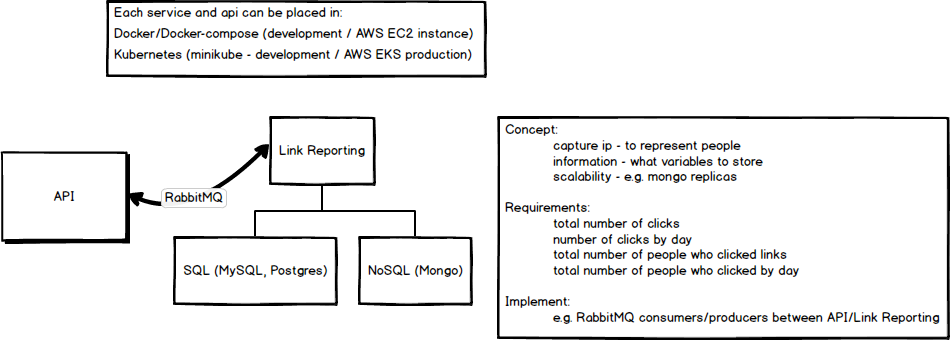 Each service and api can be placed in:
Docker/Docker-compose (development / AWS EC2 instance)
Kubernetes (minikube - development / AWS EKS production)
API
RabbitMQ
Link Reporting
SQL (MySQL, Postgres)
NoSQL (Mongo)
Concept:
capture ip - to represent people
information - what variables to store
scalability - e.g. mongo replicas
Requirements:
total number of clicks
number of clicks by day
total number of people who clicked links
total number of people who clicked by day
Implement:
e.g. RabbitMQ consumers/producers between API/Link Reporting